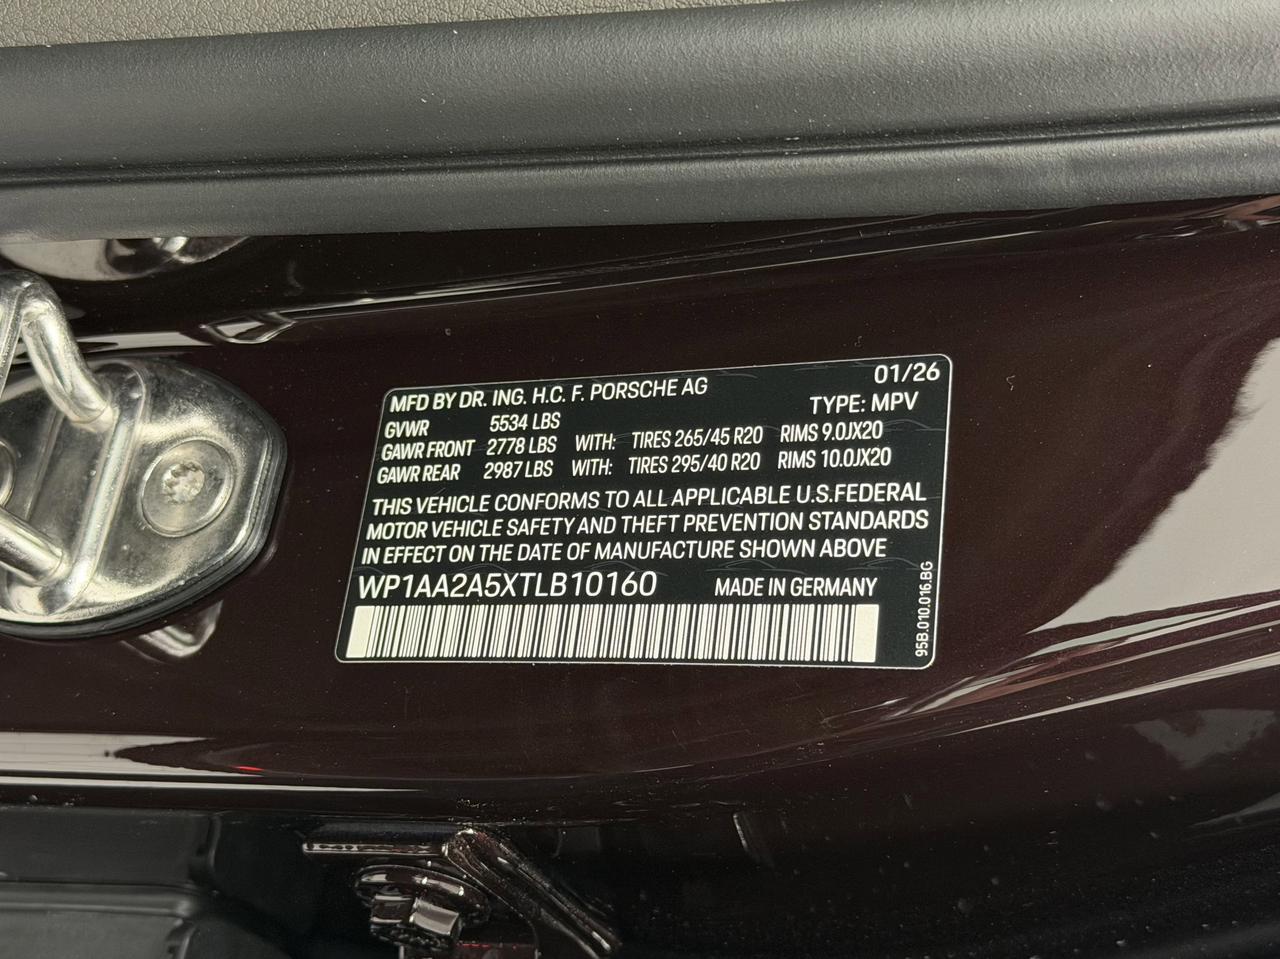 MFD BY DR. ING. H.C. F. PORSCHE AG 01/26
GVWR 5534 LBS TYPE: MPV
GAWR FRONT 2778 LBS WITH: TIRES 265/45 R20 RIMS 9.0JX20
GAWR REAR 2987 LBS WITH: TIRES 295/40 R20 RIMS 10.0JX20
THIS VEHICLE CONFORMS TO ALL APPLICABLE U.S.FEDERAL
MOTOR VEHICLE SAFETY AND THEFT PREVENTION STANDARDS
IN EFFECT ON THE DATE OF MANUFACTURE SHOWN ABOVE
WP1AA2A5XTLB10160 MADE IN GERMANY
95B.010.016.BG